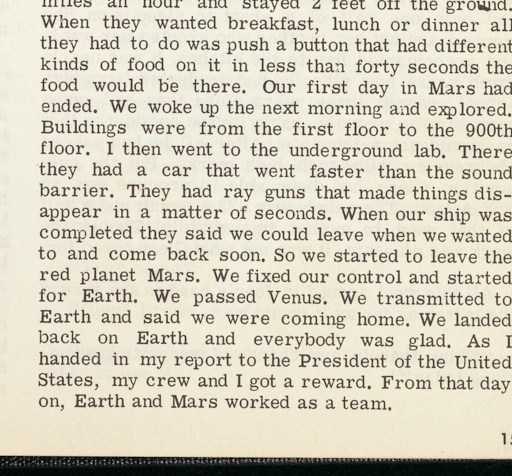 miles an hour and stayed 2 feet off the ground.
When they wanted breakfast, lunch or dinner all
they had to do was push a button that had different
kinds of food on it in less than forty seconds the
food would be there. Our first day in Mars had
ended. We woke up the next morning and explored.
Buildings were from the first floor to the 900th
floor. I then went to the underground lab. There
they had a car that went faster than the sound
barrier. They had ray guns that made things dis-
appear in a matter of seconds. When our ship was
completed they said we could leave when we wanted
to and come back soon. So we started to leave the
red planet Mars. We fixed our control and started
for Earth. We passed Venus. We transmitted to
Earth and said we were coming home. We landed
back on Earth and everybody was glad. As I
handed in my report to the President of the United
States, my crew and I got a reward. From that day
on, Earth and Mars worked as a team.